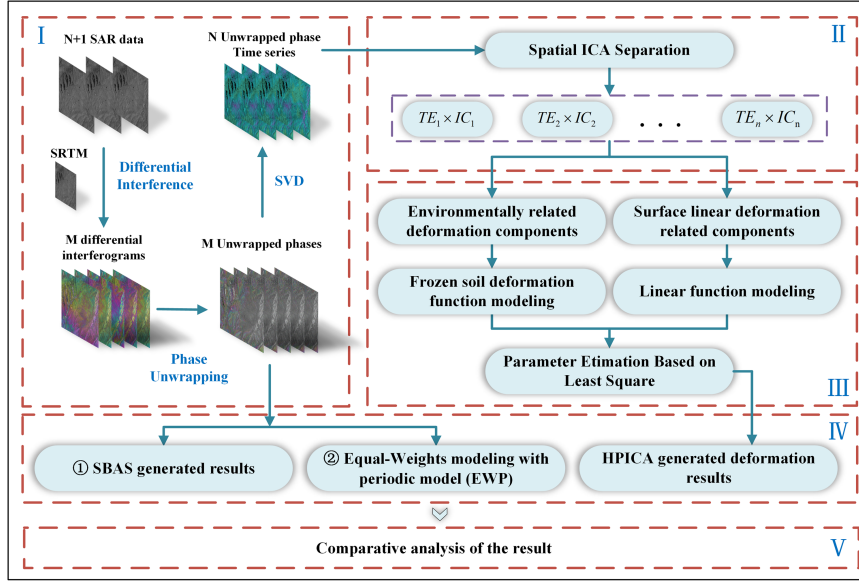 I
N+1 SAR data
N Unwrapped phase
Time series
SRTM
Differential
Interference
SVD
M differential
interferograms
M Unwrapped phases
Phase
Unwrapping
II
Spatial ICA Separation
TE₁ × IC₁
TE₂ × IC₂
. . .
TEₙ × ICₙ
Environmentally related
deformation components
Surface linear deformation
related components
Frozen soil deformation
function modeling
Linear function modeling
Parameter Etimation Based on
Least Square
III
IV
① SBAS generated results
② Equal-Weights modeling with
periodic model (EWP)
HPICA generated deformation
results
V
Comparative analysis of the result